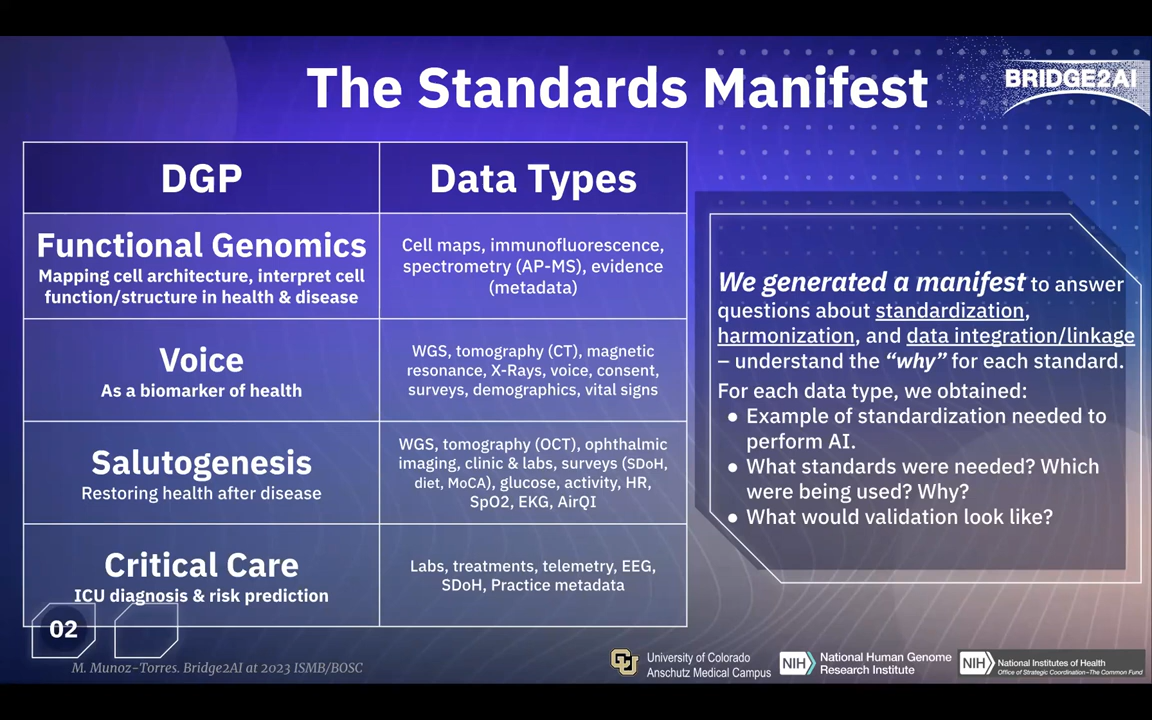 The Standards Manifest
BRIDGE2AI
DGP
Data Types
Functional Genomics
Mapping cell architecture, interpret cell
function/structure in health & disease
Cell maps, immunofluorescence,
spectrometry (AP-MS), evidence
(metadata)
Voice
As a biomarker of health
WGS, tomography (CT), magnetic
resonance, X-Rays, voice, consent,
surveys, demographics, vital signs
Salutogenesis
Restoring health after disease
WGS, tomography (OCT), ophthalmic
imaging, clinic & labs, surveys (SDoH,
diet, MoCA), glucose, activity, HR,
SpO2, EKG, AirQI
Critical Care
ICU diagnosis & risk prediction
Labs, treatments, telemetry, EEG,
SDoH, Practice metadata
We generated a manifest to answer
questions about standardization,
harmonization, and data integration/linkage
– understand the “why” for each standard.
For each data type, we obtained:
● Example of standardization needed to
perform AI.
● What standards were needed? Which
were being used? Why?
● What would validation look like?
02
M. Munoz-Torres. Bridge2AI at 2023 ISMB/BOSC
CU
University of Colorado
Anschutz Medical Campus
NIH
National Human Genome
Research Institute
NIH
National Institutes of Health
Office of Strategic Coordination–The Common Fund